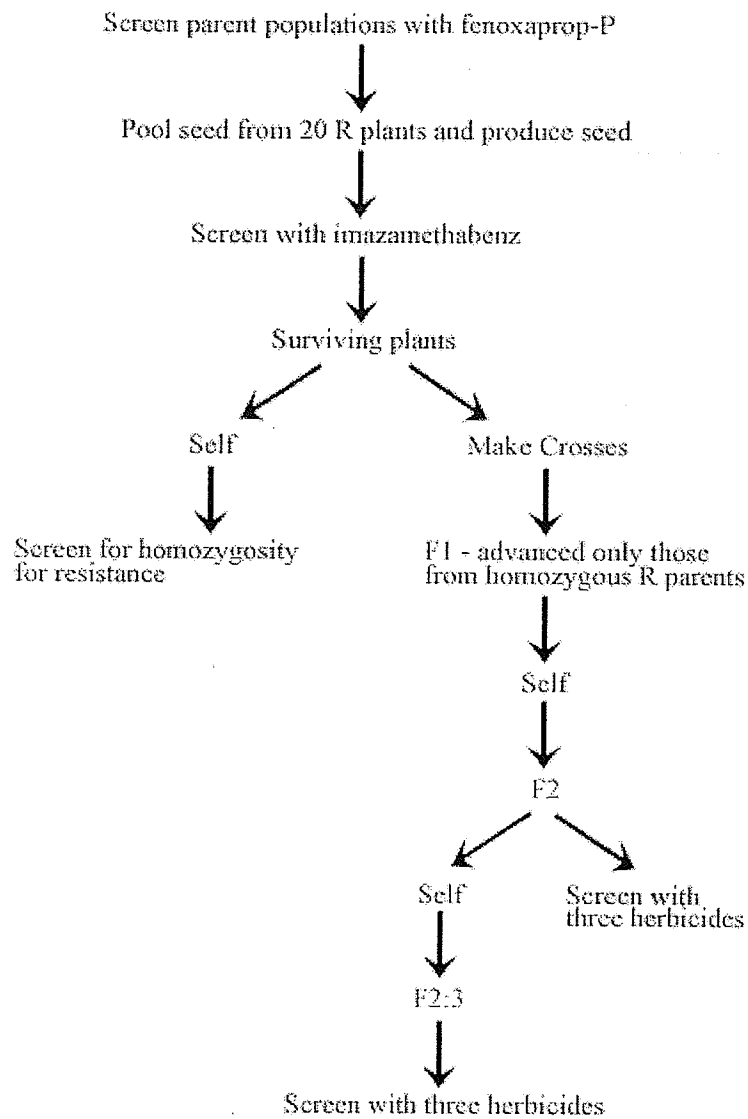 Screen parent populations with fenoxaprop-P
Pool seed from 20 R plants and produce seed
Screen with imazamethabenz
Surviving plants
Self
Make Crosses
Screen for homozygosity
for resistance
F1 - advanced only those
from homozygous R parents
Self
F2
Self
Screen with
three herbicides
F2:3
Screen with three herbicides